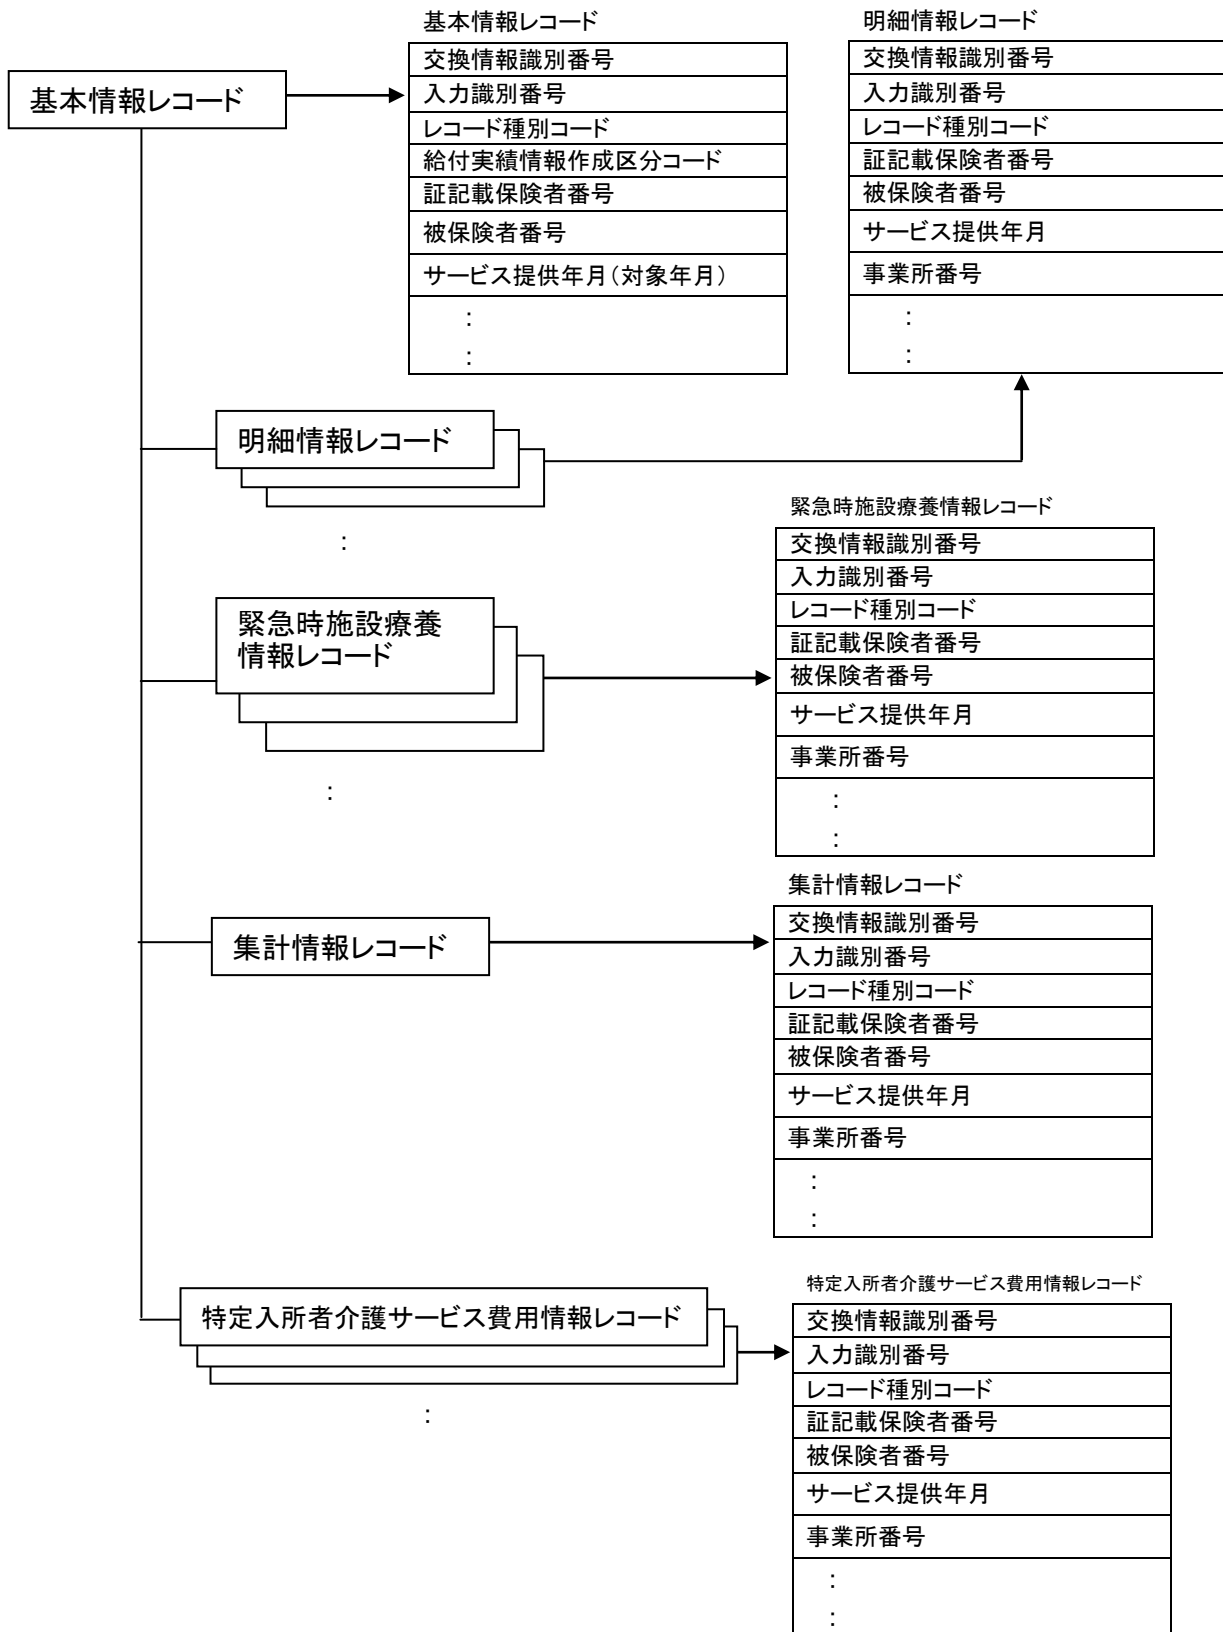 基本情報レコード
基本情報レコード
交換情報識別番号
入力識別番号
レコード種別コード
給付実績情報作成区分コード
証記載保険者番号
被保険者番号
サービス提供年月(対象年月)
:
:
明細情報レコード
交換情報識別番号
入力識別番号
レコード種別コード
証記載保険者番号
被保険者番号
サービス提供年月
事業所番号
:
:
明細情報レコード
:
緊急時施設療養
情報レコード
:
緊急時施設療養情報レコード
交換情報識別番号
入力識別番号
レコード種別コード
証記載保険者番号
被保険者番号
サービス提供年月
事業所番号
:
:
集計情報レコード
集計情報レコード
交換情報識別番号
入力識別番号
レコード種別コード
証記載保険者番号
被保険者番号
サービス提供年月
事業所番号
:
:
特定入所者介護サービス費用情報レコード
:
特定入所者介護サービス費用情報レコード
交換情報識別番号
入力識別番号
レコード種別コード
証記載保険者番号
被保険者番号
サービス提供年月
事業所番号
:
: